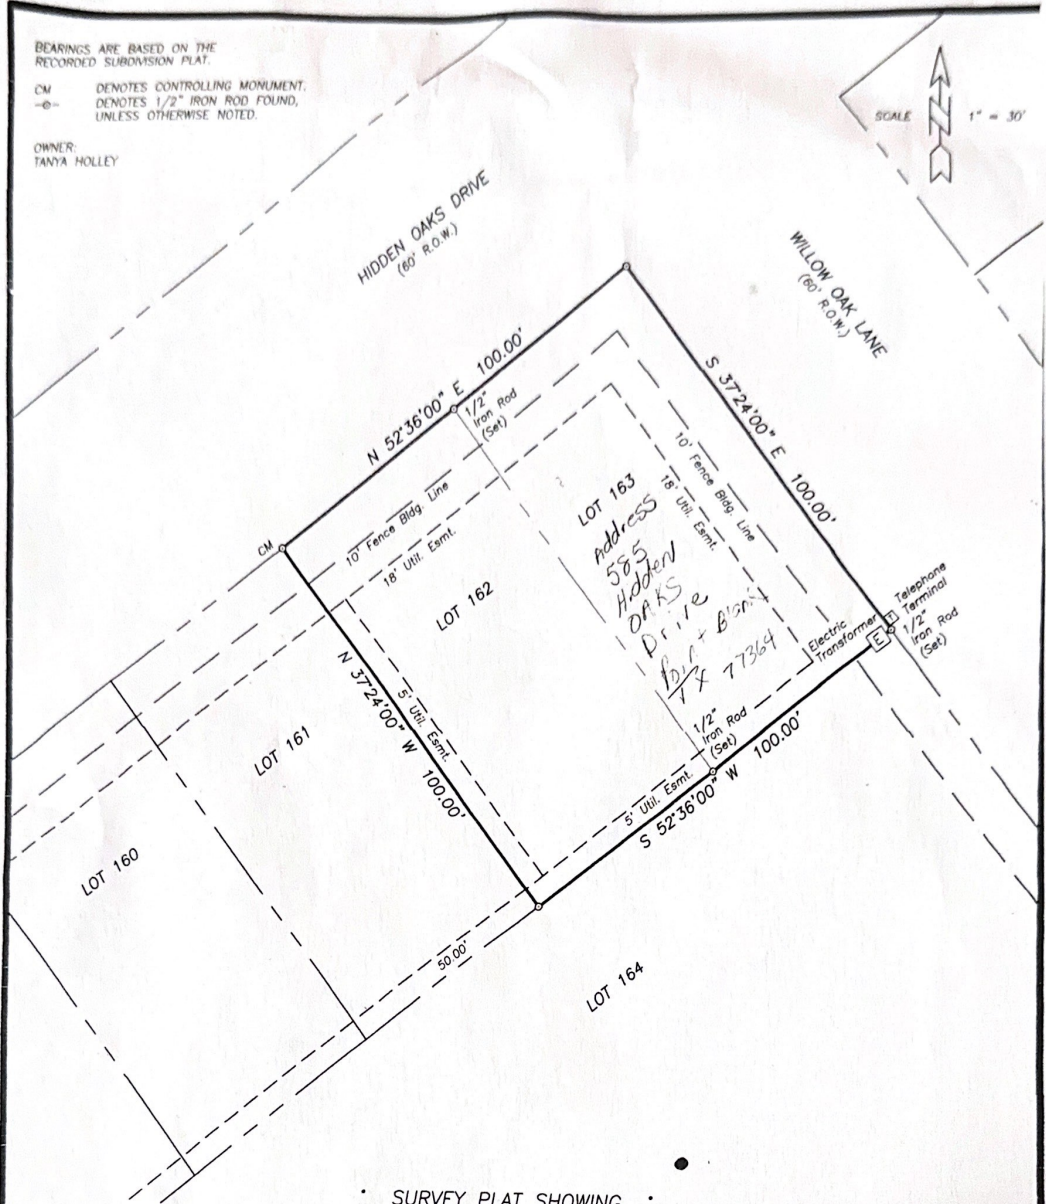 BEARINGS ARE BASED ON THE
RECORDED SUBDIVISION PLAT.
CM DENOTES CONTROLLING MONUMENT.
DENOTES 1/2" IRON ROD FOUND,
UNLESS OTHERWISE NOTED.
OWNER:
TANYA HOLLEY
SCALE 1" = 30'
HIDDEN OAKS DRIVE
(60' R.O.W.)
WILLOW OAK LANE
(60' R.O.W.)
N 52°36'00" E 100.00'
1/2"
Iron Rod
(Set)
S 37°24'00" E 100.00'
10' Fence Bldg. Line
18' Util. Esmt.
CM
10' Fence Bldg. Line
18' Util. Esmt.
LOT 163
Address
585
Hidden
OAKS
Drive
Point Blank
TX 77364
LOT 162
Telephone
Terminal
T
1/2"
Iron Rod
(Set)
Electric
Transformer
E
N 37°24'00" W 100.00'
5' Util. Esmt.
1/2"
Iron Rod
(Set)
5' Util. Esmt.
S 52°36'00" W 100.00'
LOT 161
LOT 160
50.00'
LOT 164
SURVEY PLAT SHOWING